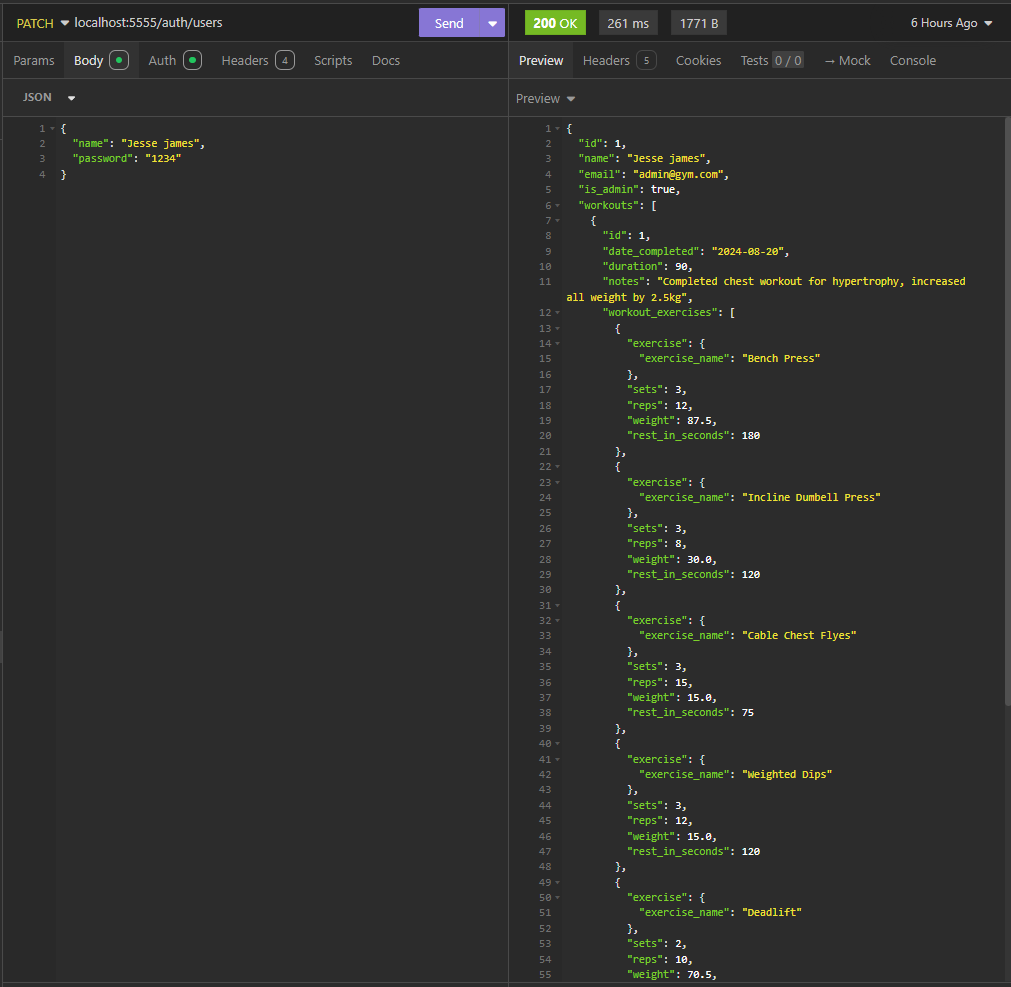 PATCH localhost:5555/auth/users Send
Params Body Auth Headers 4 Scripts Docs
JSON
1 {
2 "name": "Jesse james",
3 "password": "1234"
4 }
200 OK 261 ms 1771 B 6 Hours Ago
Preview Headers 5 Cookies Tests 0 / 0 → Mock Console
Preview
1 {
2 "id": 1,
3 "name": "Jesse james",
4 "email": "admin@gym.com",
5 "is_admin": true,
6 "workouts": [
7 {
8 "id": 1,
9 "date_completed": "2024-08-20",
10 "duration": 90,
11 "notes": "Completed chest workout for hypertrophy, increased
all weight by 2.5kg",
12 "workout_exercises": [
13 {
14 "exercise": {
15 "exercise_name": "Bench Press"
16 },
17 "sets": 3,
18 "reps": 12,
19 "weight": 87.5,
20 "rest_in_seconds": 180
21 },
22 {
23 "exercise": {
24 "exercise_name": "Incline Dumbell Press"
25 },
26 "sets": 3,
27 "reps": 8,
28 "weight": 30.0,
29 "rest_in_seconds": 120
30 },
31 {
32 "exercise": {
33 "exercise_name": "Cable Chest Flyes"
34 },
35 "sets": 3,
36 "reps": 15,
37 "weight": 15.0,
38 "rest_in_seconds": 75
39 },
40 {
41 "exercise": {
42 "exercise_name": "Weighted Dips"
43 },
44 "sets": 3,
45 "reps": 12,
46 "weight": 15.0,
47 "rest_in_seconds": 120
48 },
49 {
50 "exercise": {
51 "exercise_name": "Deadlift"
52 },
53 "sets": 2,
54 "reps": 10,
55 "weight": 70.5,